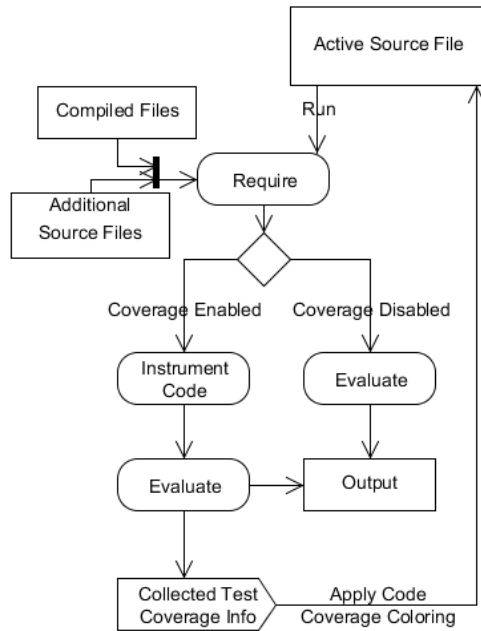 Active Source File
Compiled Files
Run
Require
Additional
Source Files
Coverage Enabled
Coverage Disabled
Instrument
Code
Evaluate
Evaluate
Output
Collected Test
Coverage Info
Apply Code
Coverage Coloring